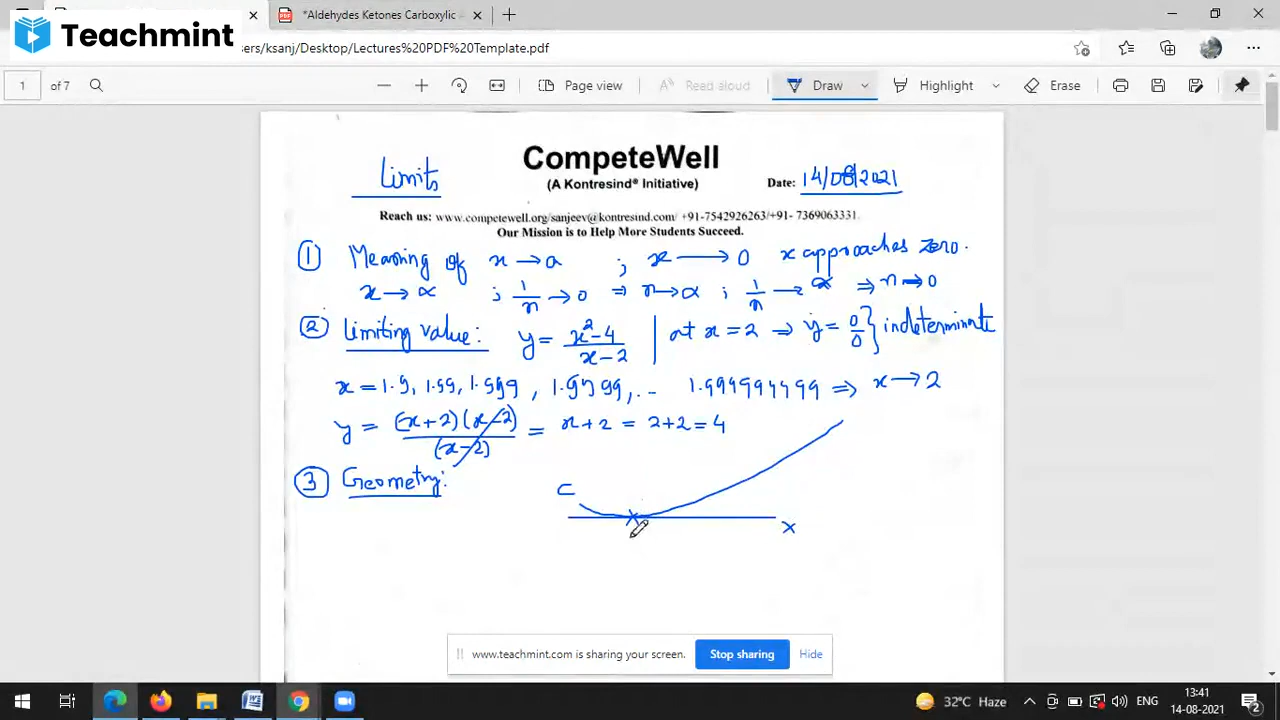 *Aldehydes Ketones Carboxylic
Teachmint
ers/ksanj/Desktop/Lectures%20PDF%20Template.pdf
1 of 7
Page view
Read aloud
Draw
Highlight
Erase
Limits
CompeteWell
(A Kontresind® Initiative)
Date: 14/08/2021
Reach us: www.competewell.org/sanjeev@kontresind.com/ +91-7542926263/+91- 7369063331.
Our Mission is to Help More Students Succeed.
① Meaning of x → a ; x → 0 x approaches zero.
x → ∝ ; 1/n → 0 ⇒ n → ∝ ; 1/n → ∝ ⇒ n → 0
② Limiting value: y = x²-4/x-2 | at x = 2 ⇒ y = 0/0 } indeterminate
x = 1.9, 1.99, 1.999, 1.9999, .. 1.999999999 ⇒ x → 2
y = (x+2)(x-2)/(x-2) = x+2 = 2+2 = 4
③ Geometry:
C
X
www.teachmint.com is sharing your screen.
Stop sharing
Hide
32°C Haze
ENG
13:41
14-08-2021
2